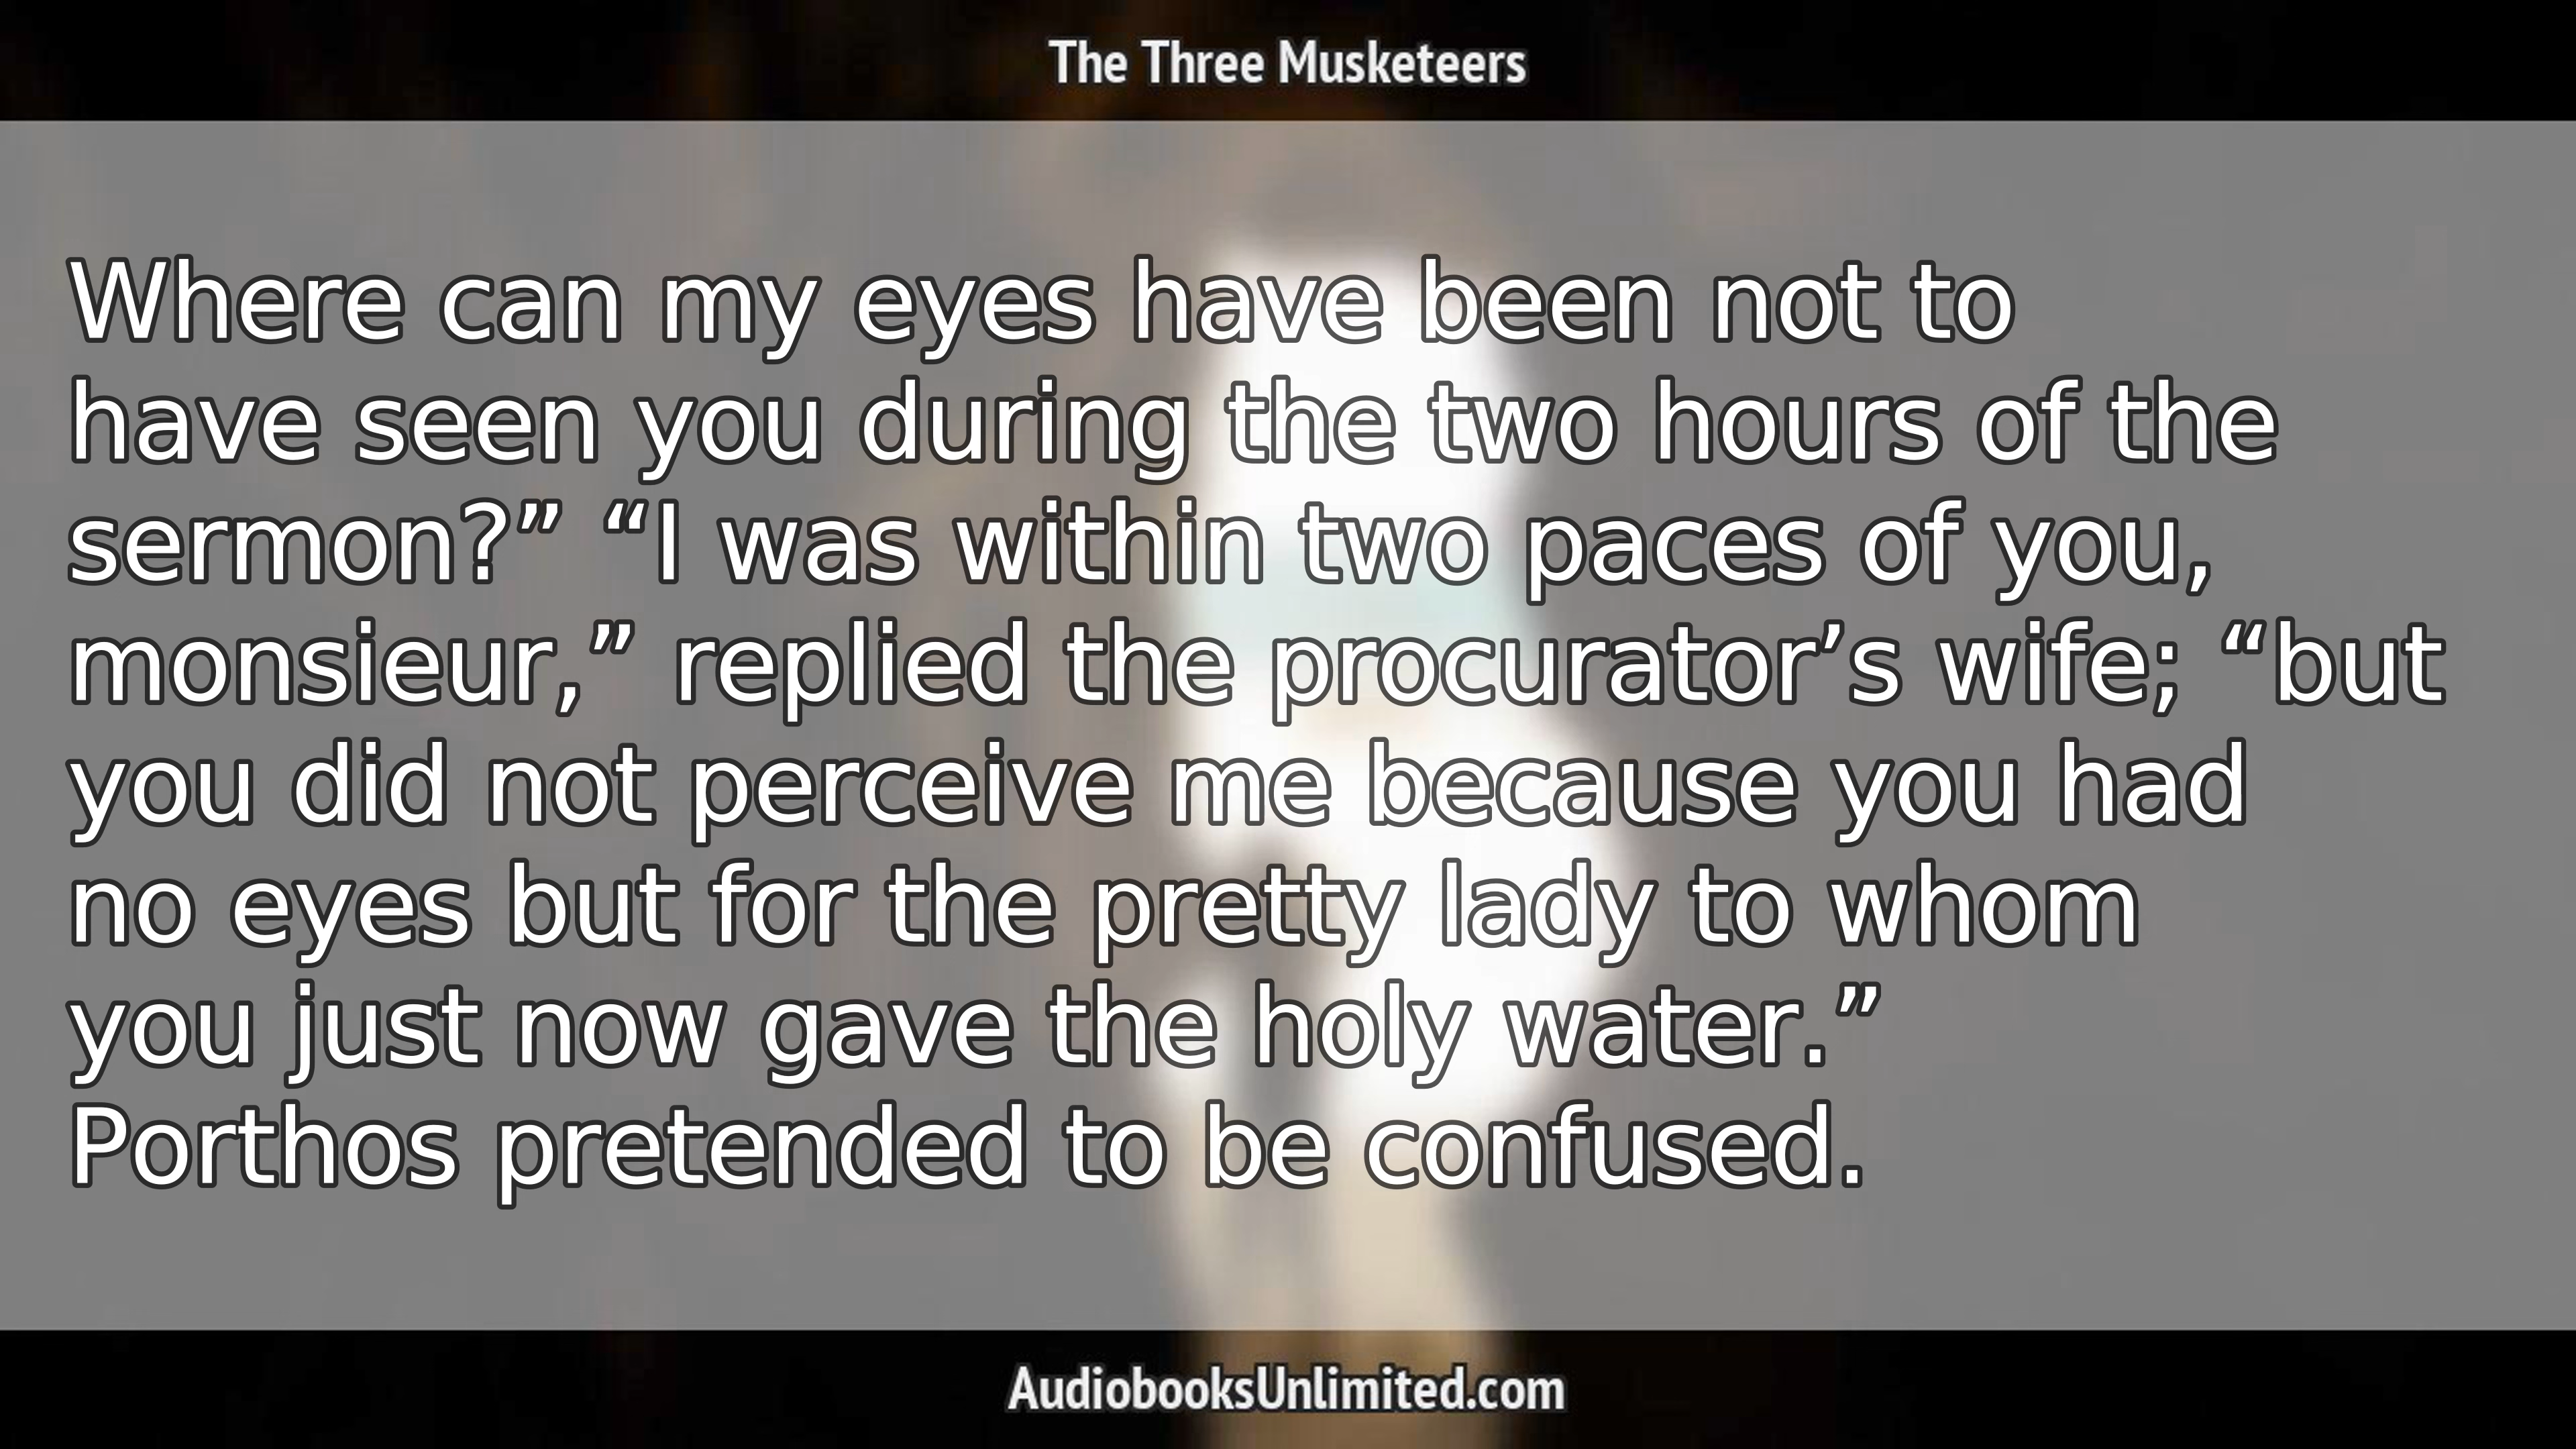 The Three Musketeers
Where can my eyes have been not to
have seen you during the two hours of the
sermon?” “I was within two paces of you,
monsieur,” replied the procurator’s wife; “but
you did not perceive me because you had
no eyes but for the pretty lady to whom
you just now gave the holy water.”
Porthos pretended to be confused.
AudiobooksUnlimited.com